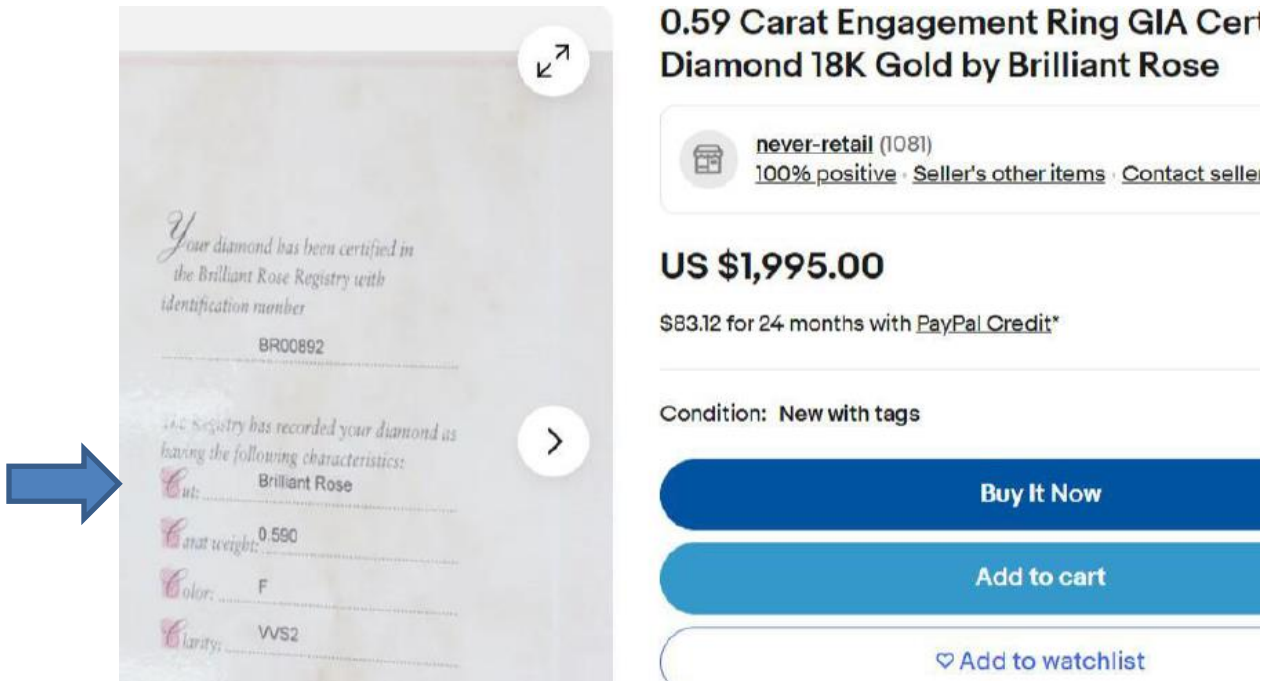 Your diamond has been certified in
the Brilliant Rose Registry with
identification number
BR00892
The Registry has recorded your diamond as
having the following characteristics:
Cut: Brilliant Rose
Carat weight: 0.590
Color: F
Clarity: VVS2
0.59 Carat Engagement Ring GIA Cert
Diamond 18K Gold by Brilliant Rose
never-retail (1081)
100% positive · Seller's other items · Contact seller
US $1,995.00
$83.12 for 24 months with PayPal Credit*
Condition: New with tags
Buy It Now
Add to cart
Add to watchlist